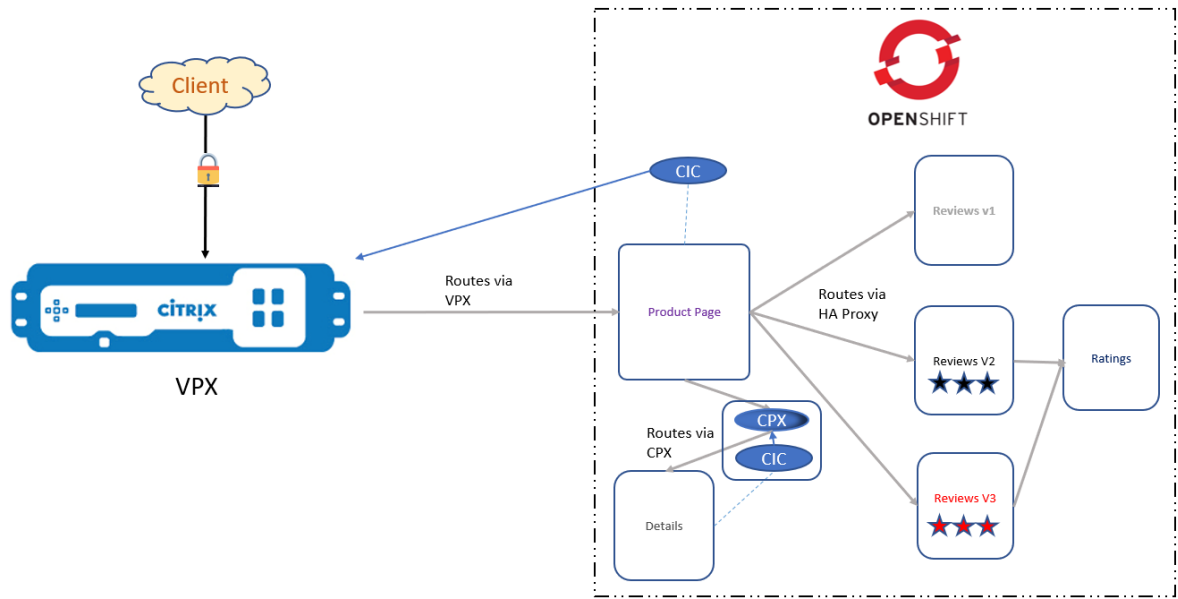 Client
CITRIX
VPX
Routes via
VPX
OPENSHIFT
CIC
Product Page
Routes via
HA Proxy
Reviews v1
Reviews V2
Ratings
Reviews V3
CPX
CIC
Routes via
CPX
Details